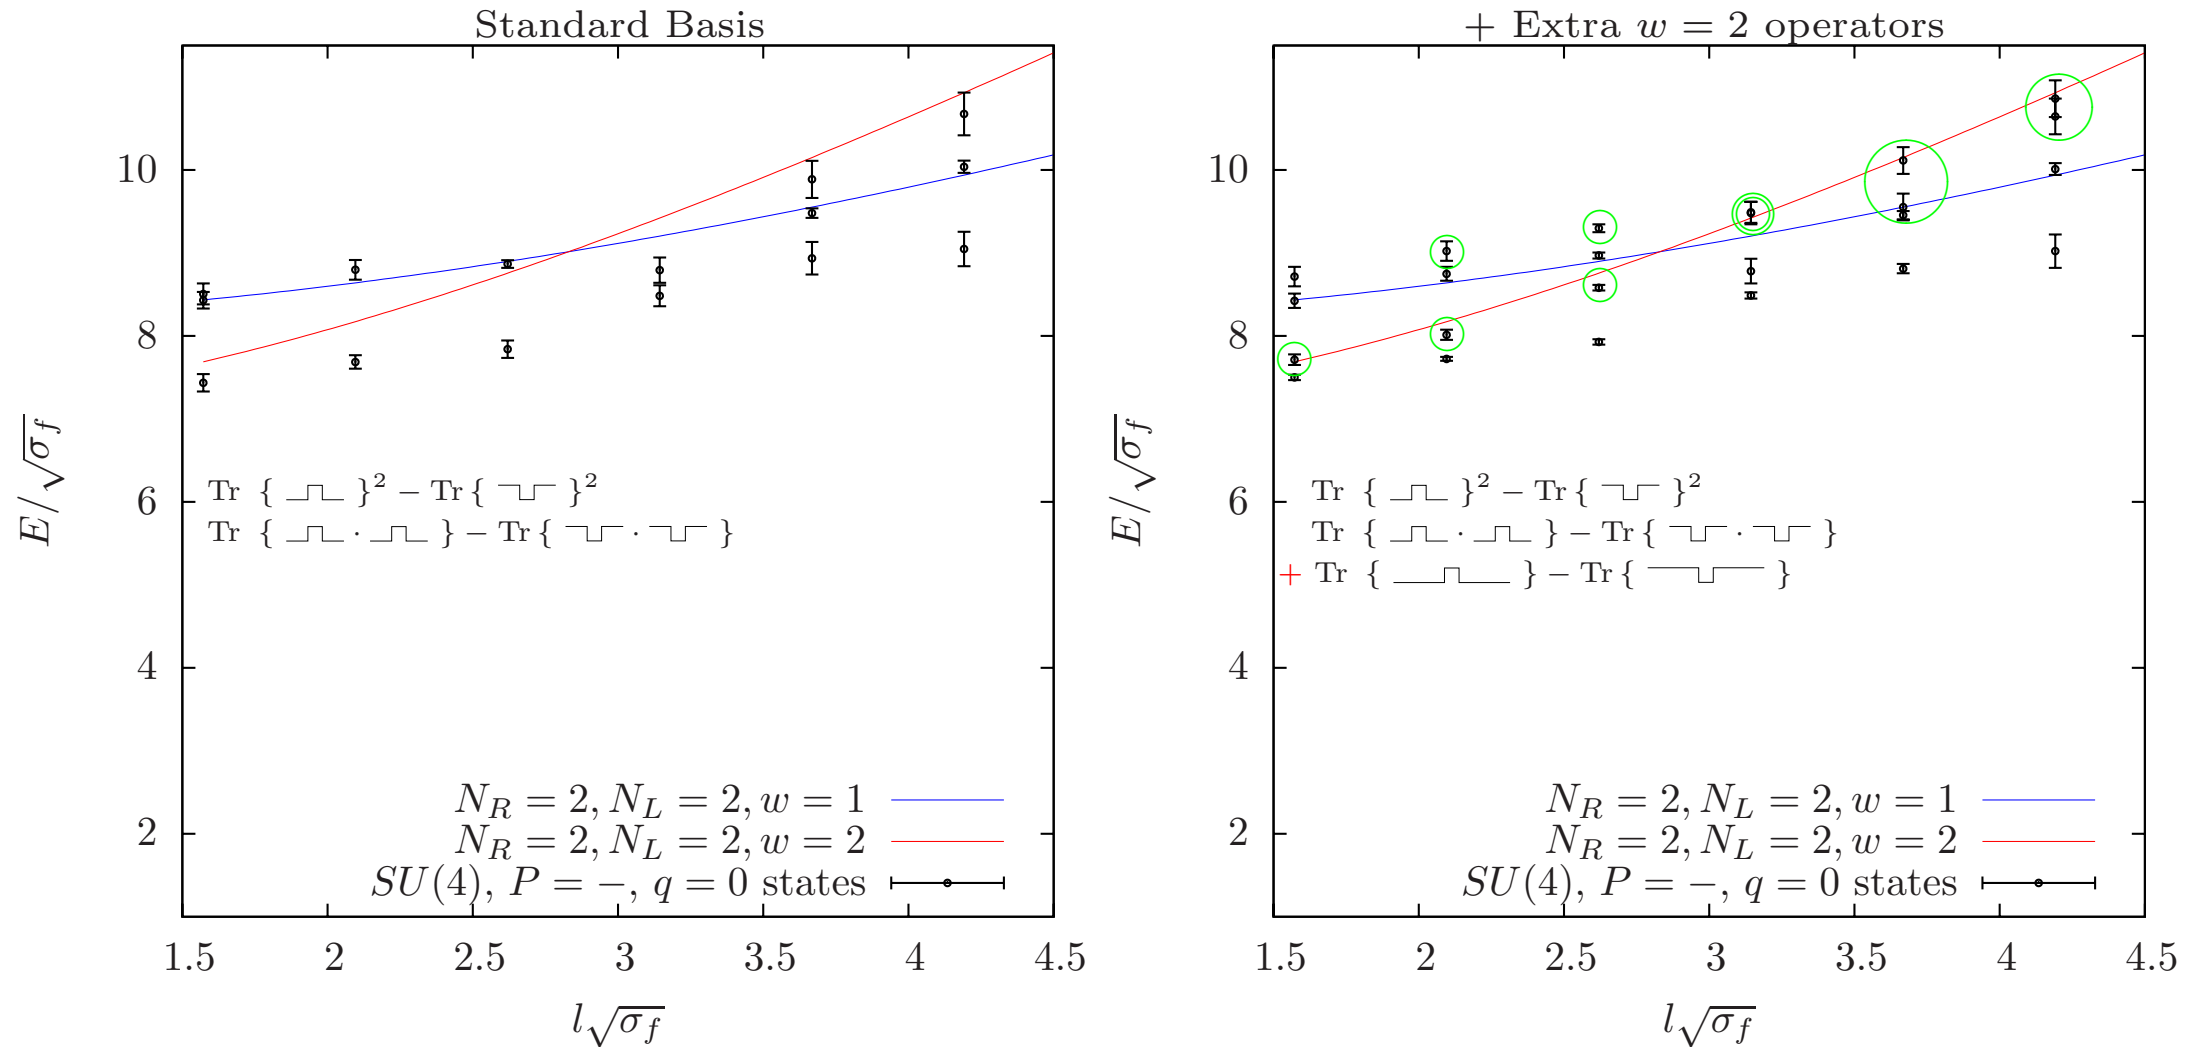 Standard Basis
10
8
6
4
2
E/√σ_f
Tr { }² − Tr { }²
Tr { · } − Tr { · }
N_R = 2, N_L = 2, w = 1
N_R = 2, N_L = 2, w = 2
SU(4), P = −, q = 0 states
1.5 2 2.5 3 3.5 4 4.5
l√σ_f
+ Extra w = 2 operators
10
8
6
4
2
E/√σ_f
Tr { }² − Tr { }²
Tr { · } − Tr { · }
+ Tr { } − Tr { }
N_R = 2, N_L = 2, w = 1
N_R = 2, N_L = 2, w = 2
SU(4), P = −, q = 0 states
1.5 2 2.5 3 3.5 4 4.5
l√σ_f